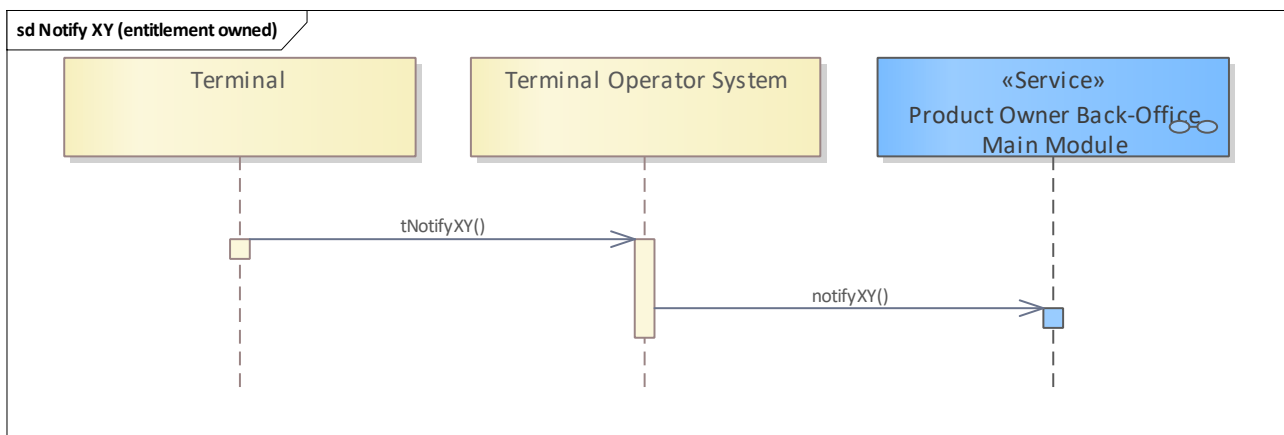 sd Notify XY (entitlement owned)
Terminal
Terminal Operator System
«Service»
Product Owner Back-Office
Main Module
tNotifyXY()
notifyXY()